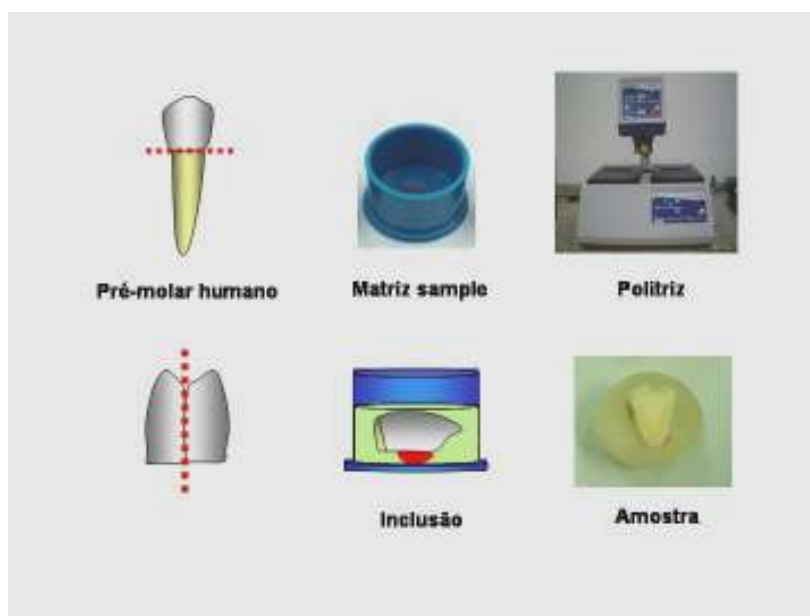 Pré-molar humano
Matriz sample
Politriz
Inclusão
Amostra